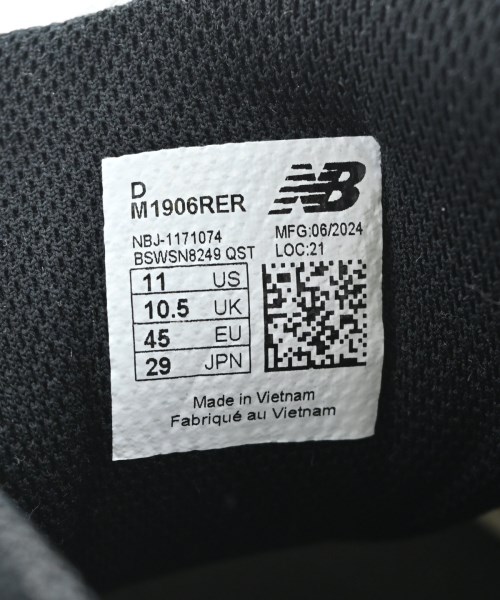 D
M1906RER
NB
NBJ-1171074
BSWSN8249 QST
MFG:06/2024
LOC:21
11 US
10.5 UK
45 EU
29 JPN
Made in Vietnam
Fabriqué au Vietnam